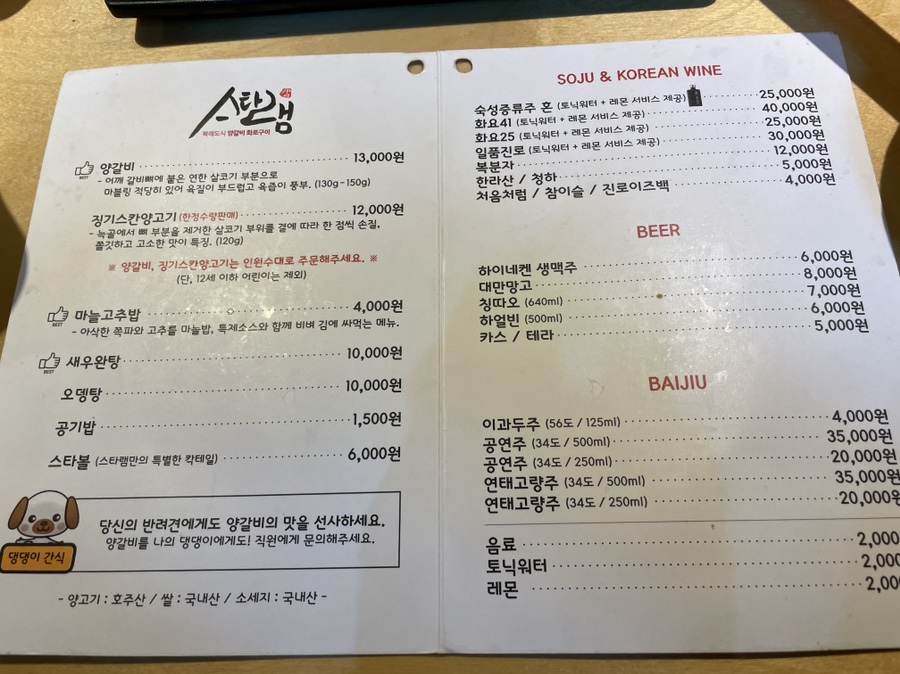 스탄램
북해도식 양갈비 화로구이
BEST
양갈비 13,000원
- 어깨 갈비뼈에 붙은 연한 살코기 부분으로
마블링 적당히 있어 육질이 부드럽고 육즙이 풍부. (130g~150g)
징기스칸양고기(한정수량판매) 12,000원
- 늑골에서 뼈 부분을 제거한 살코기 부위를 결에 따라 한 점씩 손질,
쫄깃하고 고소한 맛이 특징. (120g)
※ 양갈비, 징기스칸양고기는 인원수대로 주문해주세요. ※
(단, 12세 이하 어린이는 제외)
BEST
마늘고추밥 4,000원
- 아삭한 쪽파와 고추를 마늘밥, 특제소스와 함께 비벼 김에 싸먹는 메뉴.
BEST
새우완탕 10,000원
오뎅탕 10,000원
공기밥 1,500원
스타볼 (스타램만의 특별한 칵테일) 6,000원
당신의 반려견에게도 양갈비의 맛을 선사하세요.
양갈비를 나의 댕댕이에게도! 직원에게 문의해주세요.
댕댕이 간식
- 양고기 : 호주산 / 쌀 : 국내산 / 소세지 : 국내산 -
SOJU & KOREAN WINE
숙성증류주 혼 (토닉워터 + 레몬 서비스 제공) 25,000원
화요41 (토닉워터 + 레몬 서비스 제공) 40,000원
화요25 (토닉워터 + 레몬 서비스 제공) 25,000원
일품진로 (토닉워터 + 레몬 서비스 제공) 30,000원
복분자 12,000원
한라산 / 청하 5,000원
처음처럼 / 참이슬 / 진로이즈백 4,000원
BEER
하이네켄 생맥주 6,000원
대만망고 8,000원
칭따오 (640ml) 7,000원
하얼빈 (500ml) 6,000원
카스 / 테라 5,000원
BAIJIU
이과두주 (56도 / 125ml) 4,000원
공연주 (34도 / 500ml) 35,000원
공연주 (34도 / 250ml) 20,000원
연태고량주 (34도 / 500ml) 35,000원
연태고량주 (34도 / 250ml) 20,000원
음료 2,000
토닉워터 2,000
레몬 2,00